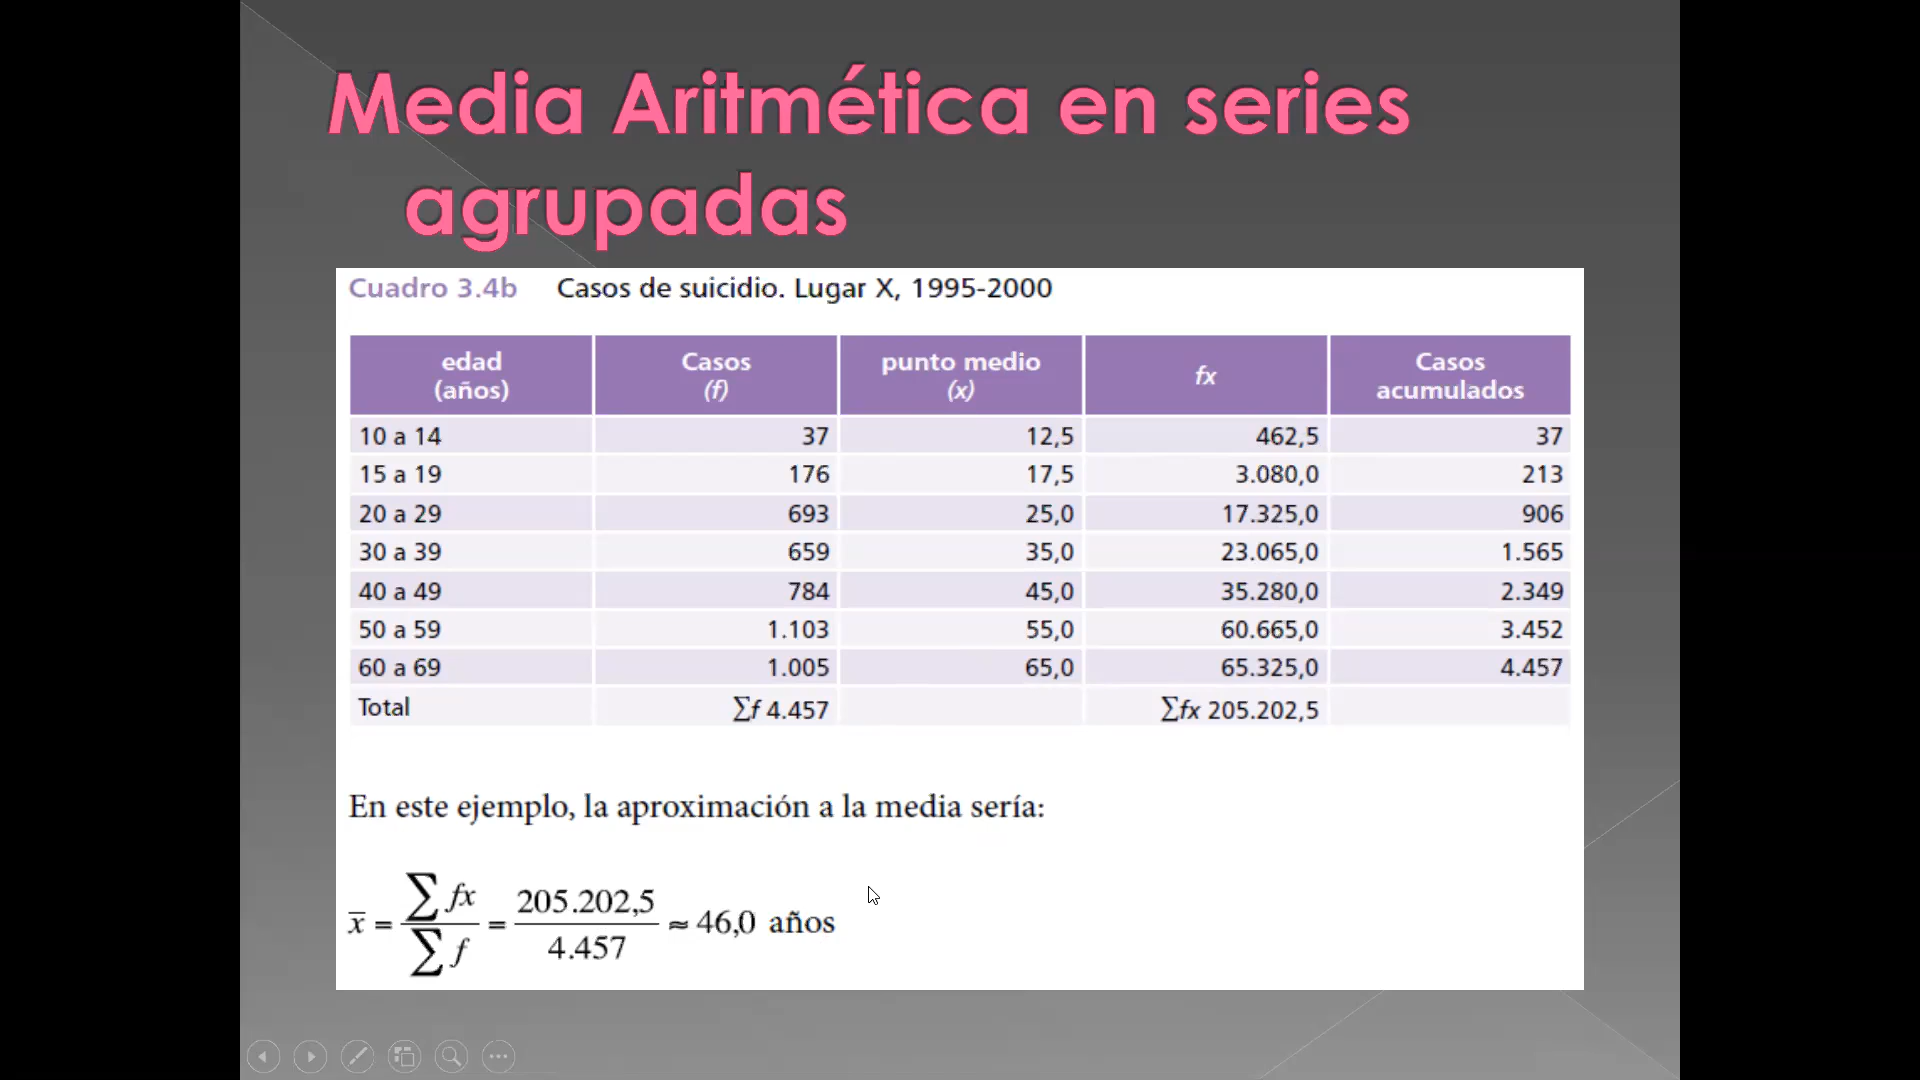 Media Aritmética en series
agrupadas
Cuadro 3.4b Casos de suicidio. Lugar X, 1995-2000
edad (años) Casos (f) punto medio (x) fx Casos acumulados
10 a 14 37 12,5 462,5 37
15 a 19 176 17,5 3.080,0 213
20 a 29 693 25,0 17.325,0 906
30 a 39 659 35,0 23.065,0 1.565
40 a 49 784 45,0 35.280,0 2.349
50 a 59 1.103 55,0 60.665,0 3.452
60 a 69 1.005 65,0 65.325,0 4.457
Total ∑f 4.457 ∑fx 205.202,5
En este ejemplo, la aproximación a la media sería:
x̅ = ∑ fx / ∑ f = 205.202,5 / 4.457 ≈ 46,0 años